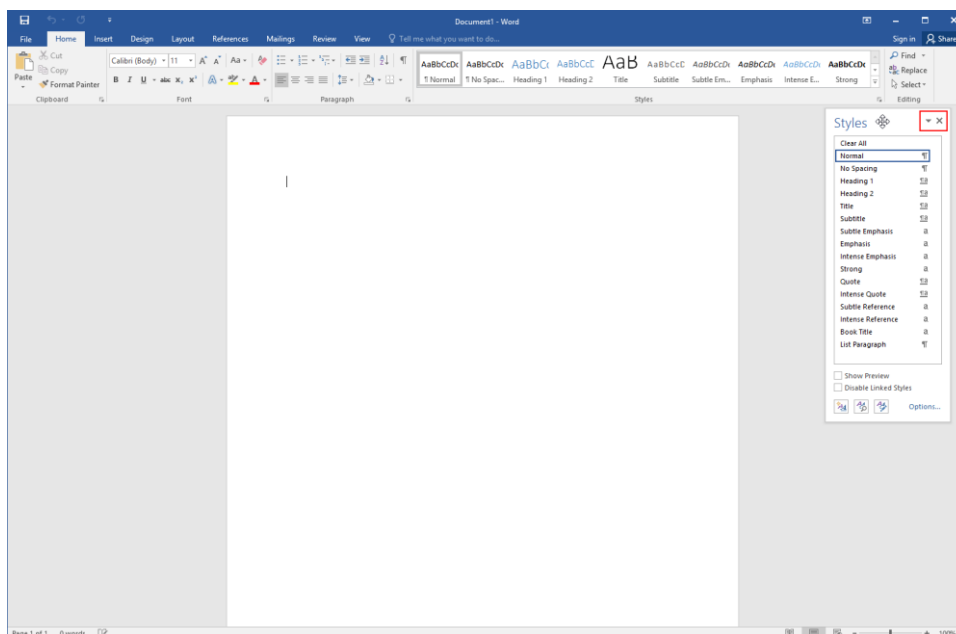 Document1 - Word
File Home Insert Design Layout References Mailings Review View Tell me what you want to do... Sign in Share
Paste
Cut
Copy
Format Painter
Clipboard
Calibri (Body) 11 A A Aa
B I U abc X, X² A A
Font
Paragraph
AaBbCcDc AaBbCcDc AaBbCc AaBbCcC AaB AaBbCcC AaBbCcDc AaBbCcDc AaBbCcDc AaBbCcDc
¶ Normal ¶ No Spac... Heading 1 Heading 2 Title Subtitle Subtle Em... Emphasis Intense E... Strong
Styles
Find
Replace
Select
Editing
Styles
Clear All
Normal ¶
No Spacing ¶
Heading 1 ¶a
Heading 2 ¶a
Title ¶a
Subtitle ¶a
Subtle Emphasis a
Emphasis a
Intense Emphasis a
Strong a
Quote ¶a
Intense Quote ¶a
Subtle Reference a
Intense Reference a
Book Title a
List Paragraph ¶
Show Preview
Disable Linked Styles
Options...
Page 1 of 1 0 words 100%